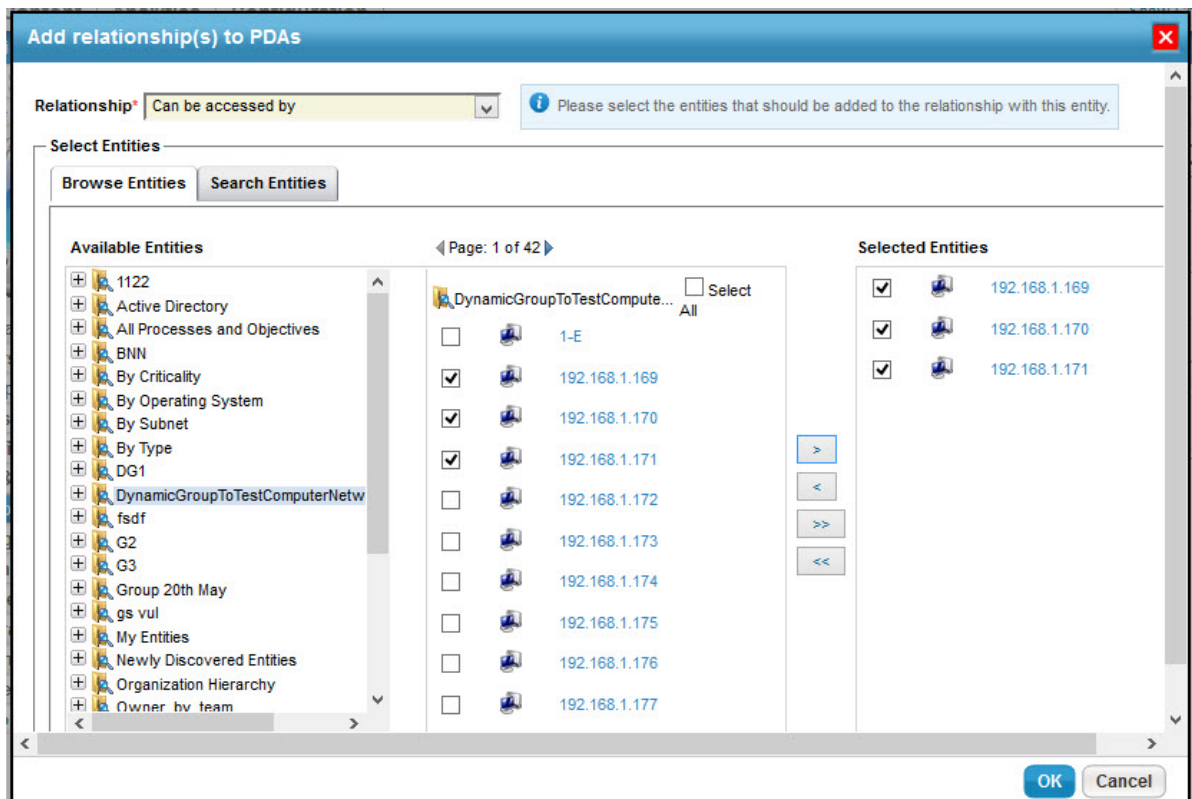 Add relationship(s) to PDAs
Relationship* Can be accessed by
Please select the entities that should be added to the relationship with this entity.
Select Entities
Browse Entities
Search Entities
Available Entities
1122
Active Directory
All Processes and Objectives
BNN
By Criticality
By Operating System
By Subnet
By Type
DG1
DynamicGroupToTestComputerNetw
fsdf
G2
G3
Group 20th May
gs vul
My Entities
Newly Discovered Entities
Organization Hierarchy
Owner by team
Page: 1 of 42
DynamicGroupToTestCompute... Select
All
1-E
192.168.1.169
192.168.1.170
192.168.1.171
192.168.1.172
192.168.1.173
192.168.1.174
192.168.1.175
192.168.1.176
192.168.1.177
>
<
>>
<<
Selected Entities
192.168.1.169
192.168.1.170
192.168.1.171
OK
Cancel